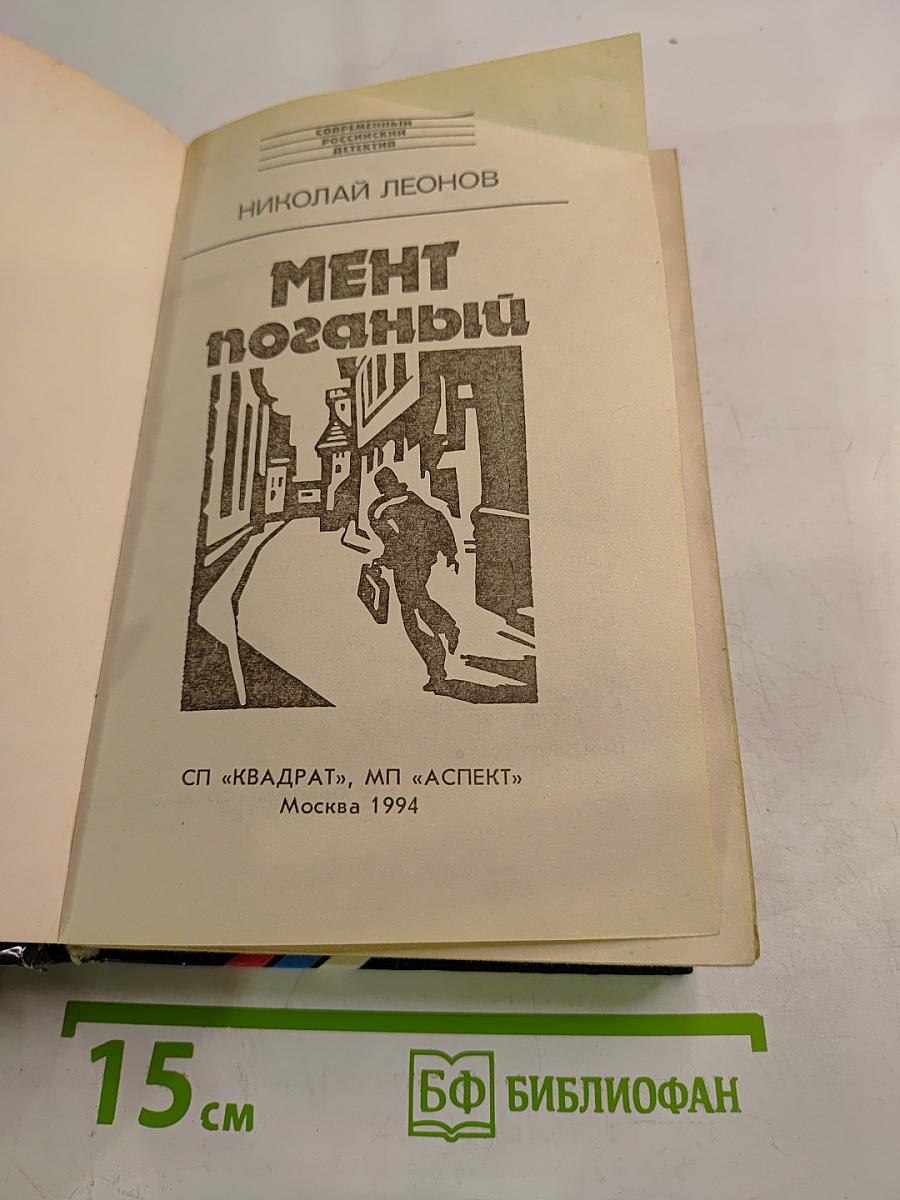 СОВРЕМЕННЫЙ
РОССИЙСКИЙ
ДЕТЕКТИВ
НИКОЛАЙ ЛЕОНОВ
МЕНТ
поганый
СП «КВАДРАТ», МП «АСПЕКТ»
Москва 1994
15 см
БФ БИБЛИОФАН